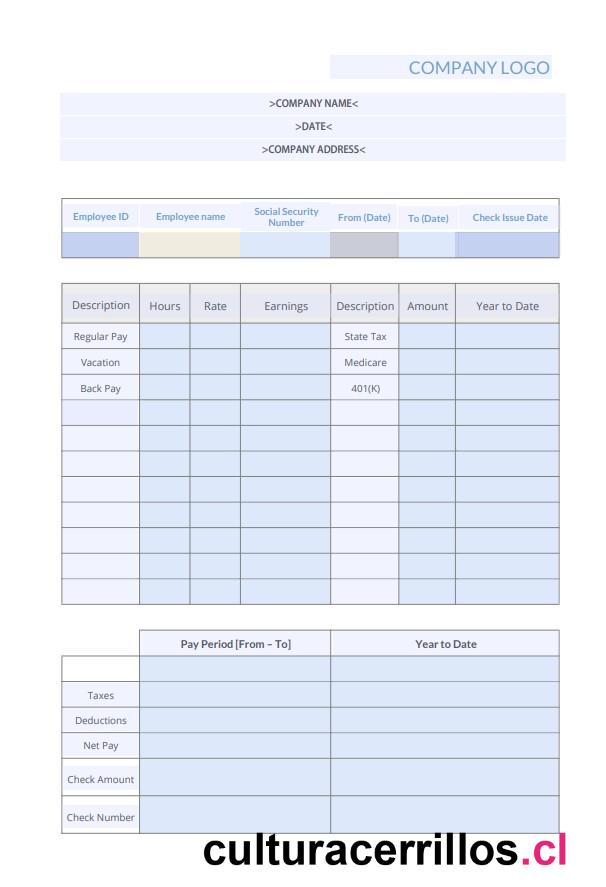 COMPANY LOGO
>COMPANY NAME<
>DATE<
>COMPANY ADDRESS<
Employee ID Employee name Social Security Number From (Date) To (Date) Check Issue Date
Description Hours Rate Earnings Description Amount Year to Date
Regular Pay State Tax
Vacation Medicare
Back Pay 401(K)
Pay Period [From – To] Year to Date
Taxes
Deductions
Net Pay
Check Amount
Check Number
culturacerrillos.cl